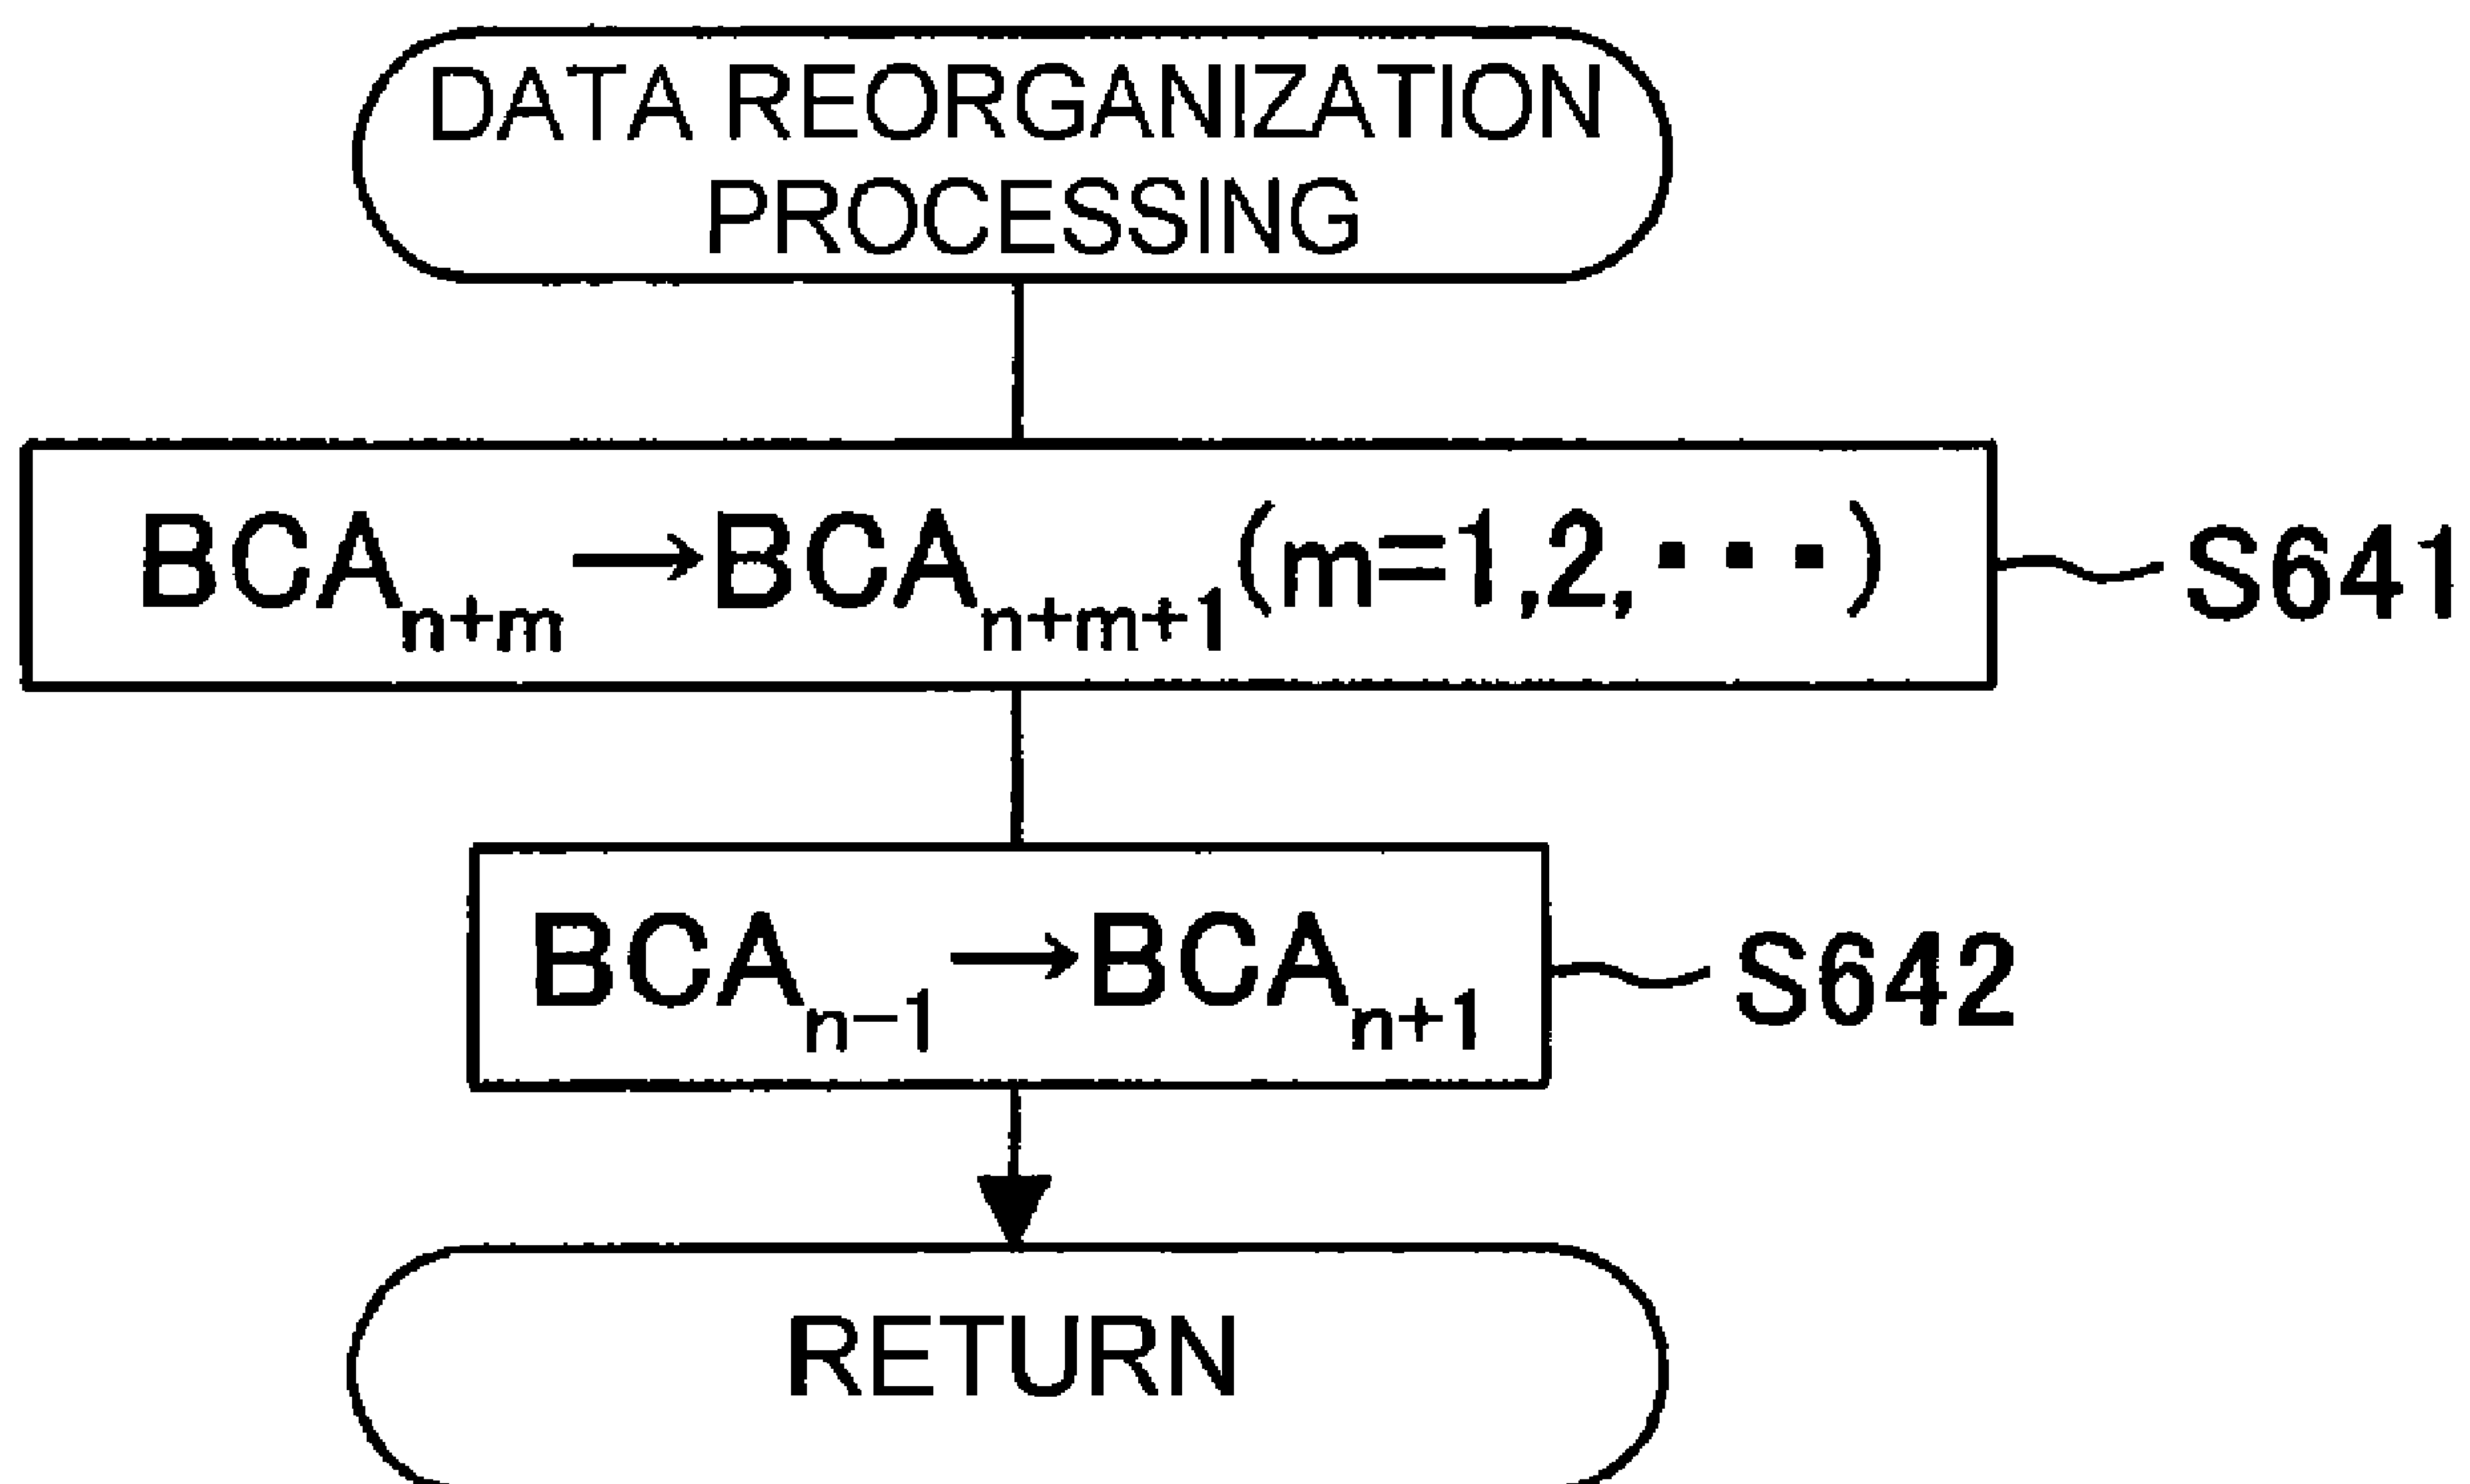 DATA REORGANIZATION
PROCESSING
BCAₙ₊ₘ→BCAₙ₊ₘ₊₁(m=1,2,･･･) S641
BCAₙ₋₁→BCAₙ₊₁ S642
RETURN